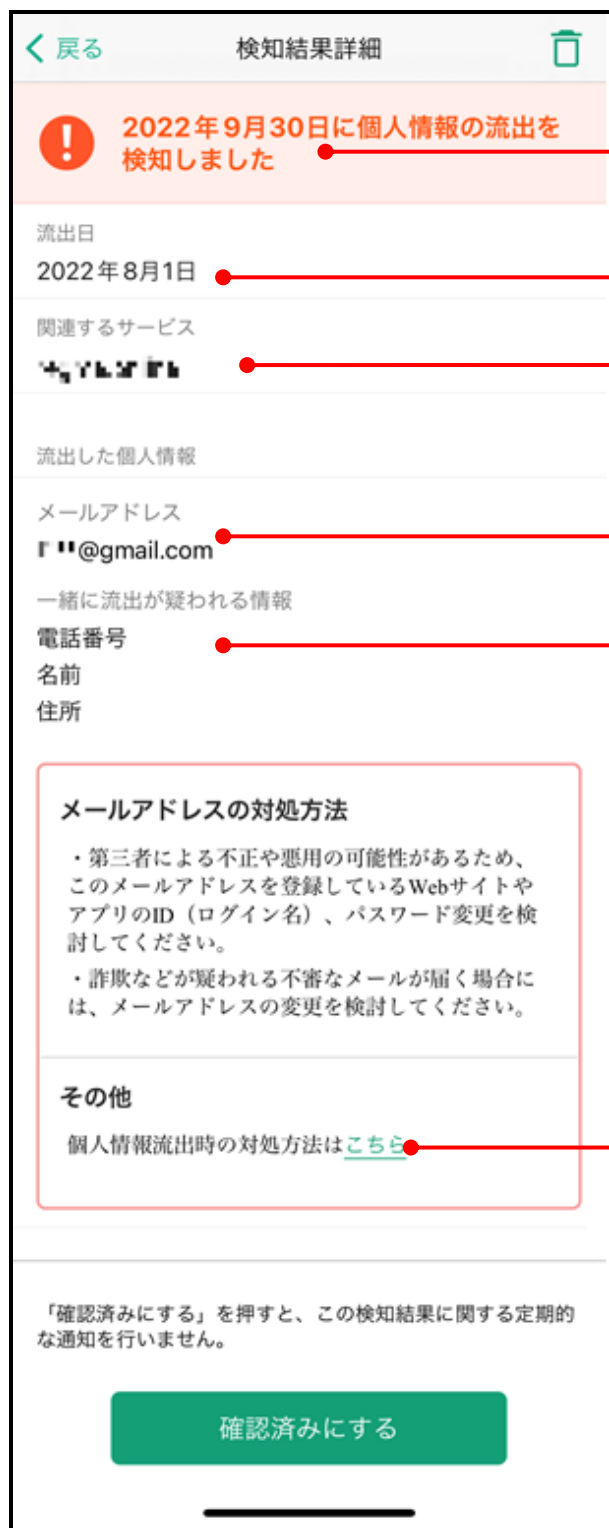 戻る
検知結果詳細
2022年9月30日に個人情報の流出を
検知しました
流出日
2022年8月1日
関連するサービス
流出した個人情報
メールアドレス
@gmail.com
一緒に流出が疑われる情報
電話番号
名前
住所
メールアドレスの対処方法
・第三者による不正や悪用の可能性があるため、
このメールアドレスを登録しているWebサイトや
アプリのID（ログイン名）、パスワード変更を検
討してください。
・詐欺などが疑われる不審なメールが届く場合に
は、メールアドレスの変更を検討してください。
その他
個人情報流出時の対処方法はこちら
「確認済みにする」を押すと、この検知結果に関する定期的
な通知を行いません。
確認済みにする